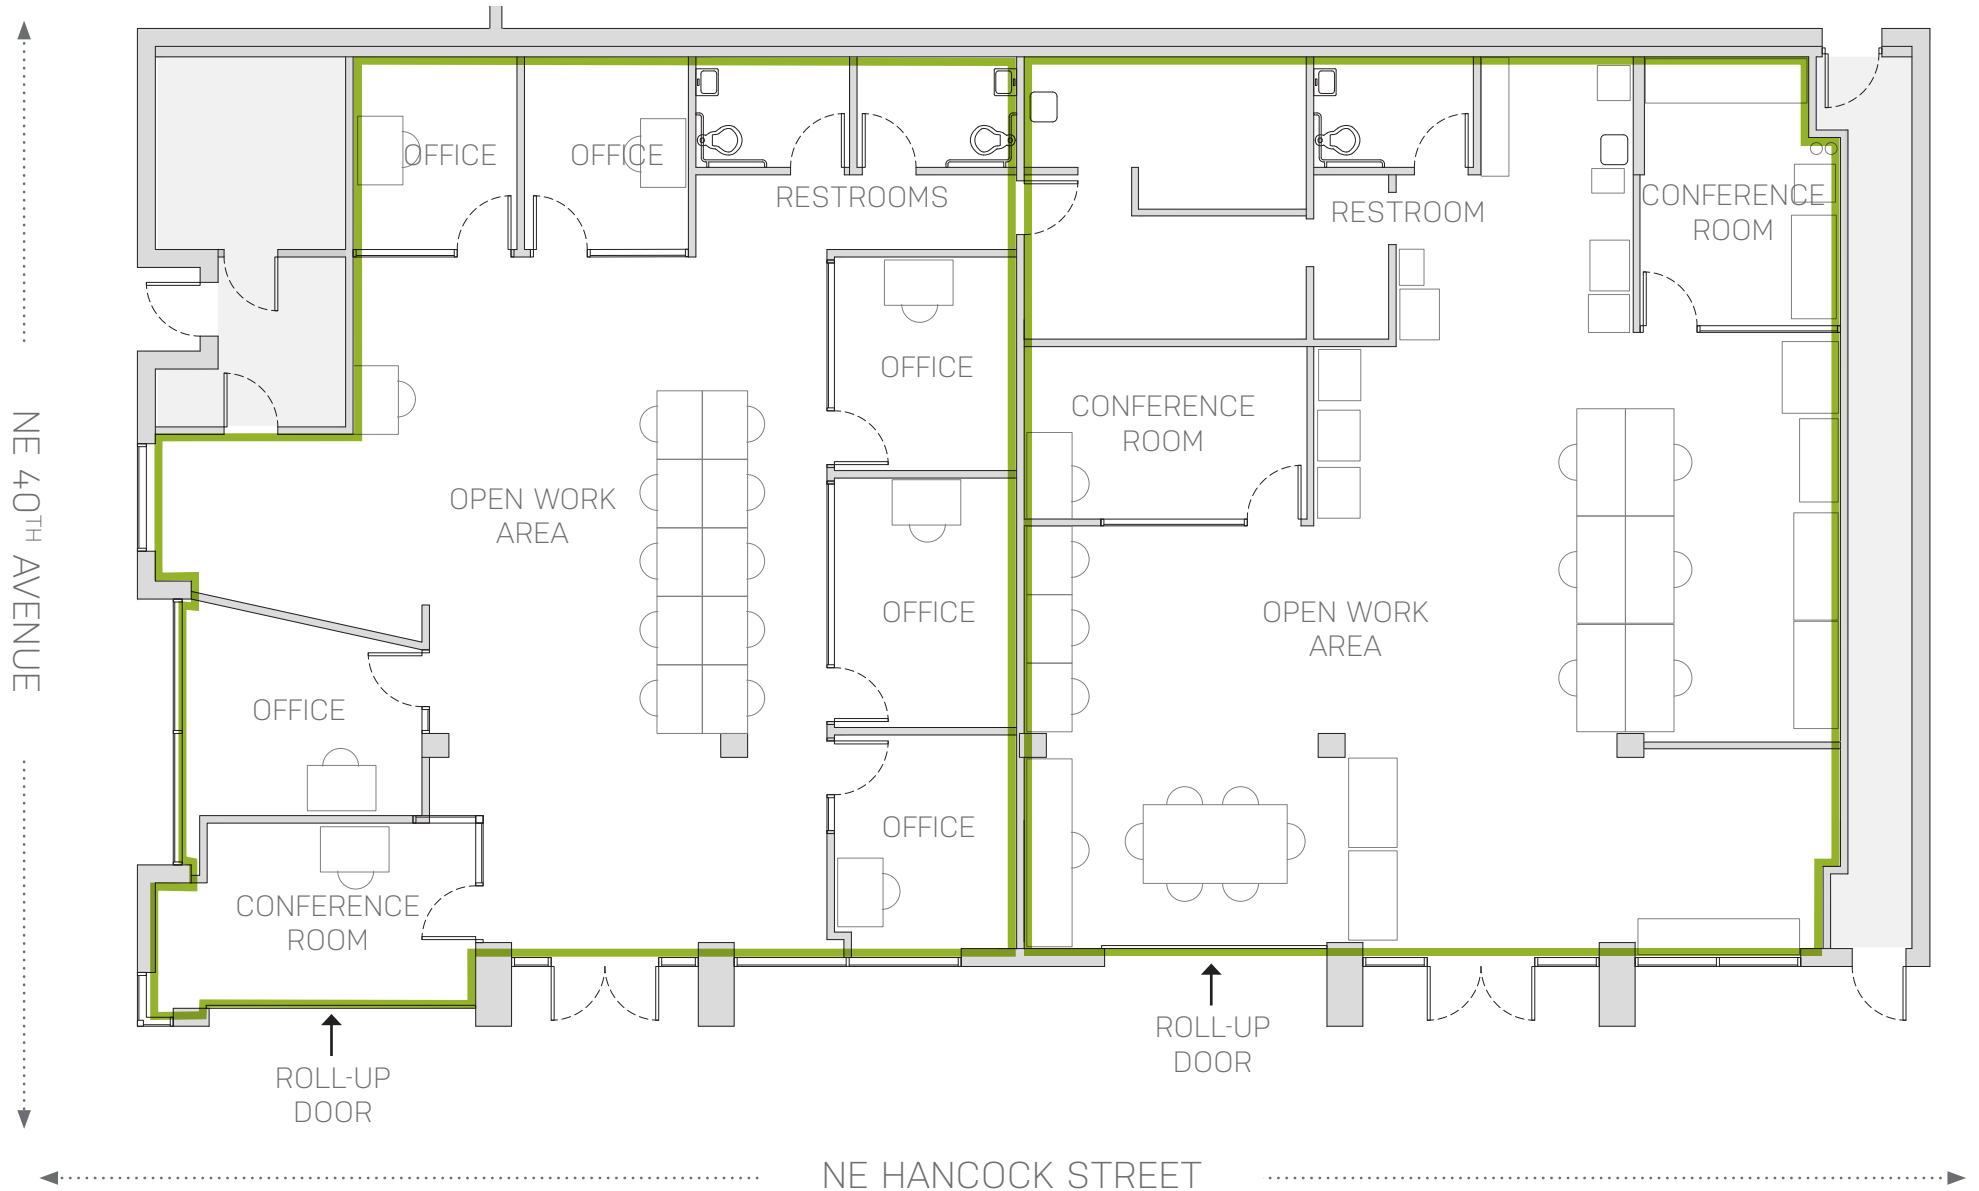 OFFICE
OFFICE
RESTROOMS
RESTROOM
CONFERENCE
ROOM
OFFICE
CONFERENCE
ROOM
OPEN WORK
AREA
OFFICE
OPEN WORK
AREA
OFFICE
OFFICE
CONFERENCE
ROOM
ROLL-UP
DOOR
ROLL-UP
DOOR
NE 40TH AVENUE
NE HANCOCK STREET